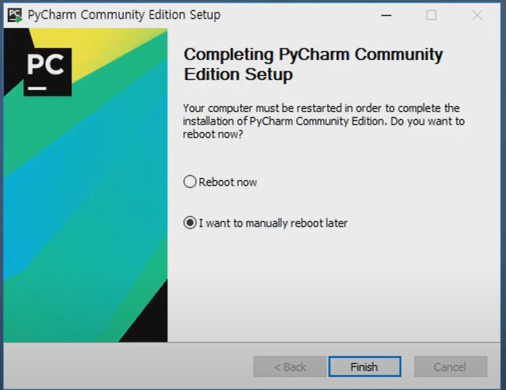 PyCharm Community Edition Setup
PC
Completing PyCharm Community
Edition Setup
Your computer must be restarted in order to complete the
installation of PyCharm Community Edition. Do you want to
reboot now?
Reboot now
I want to manually reboot later
< Back
Finish
Cancel